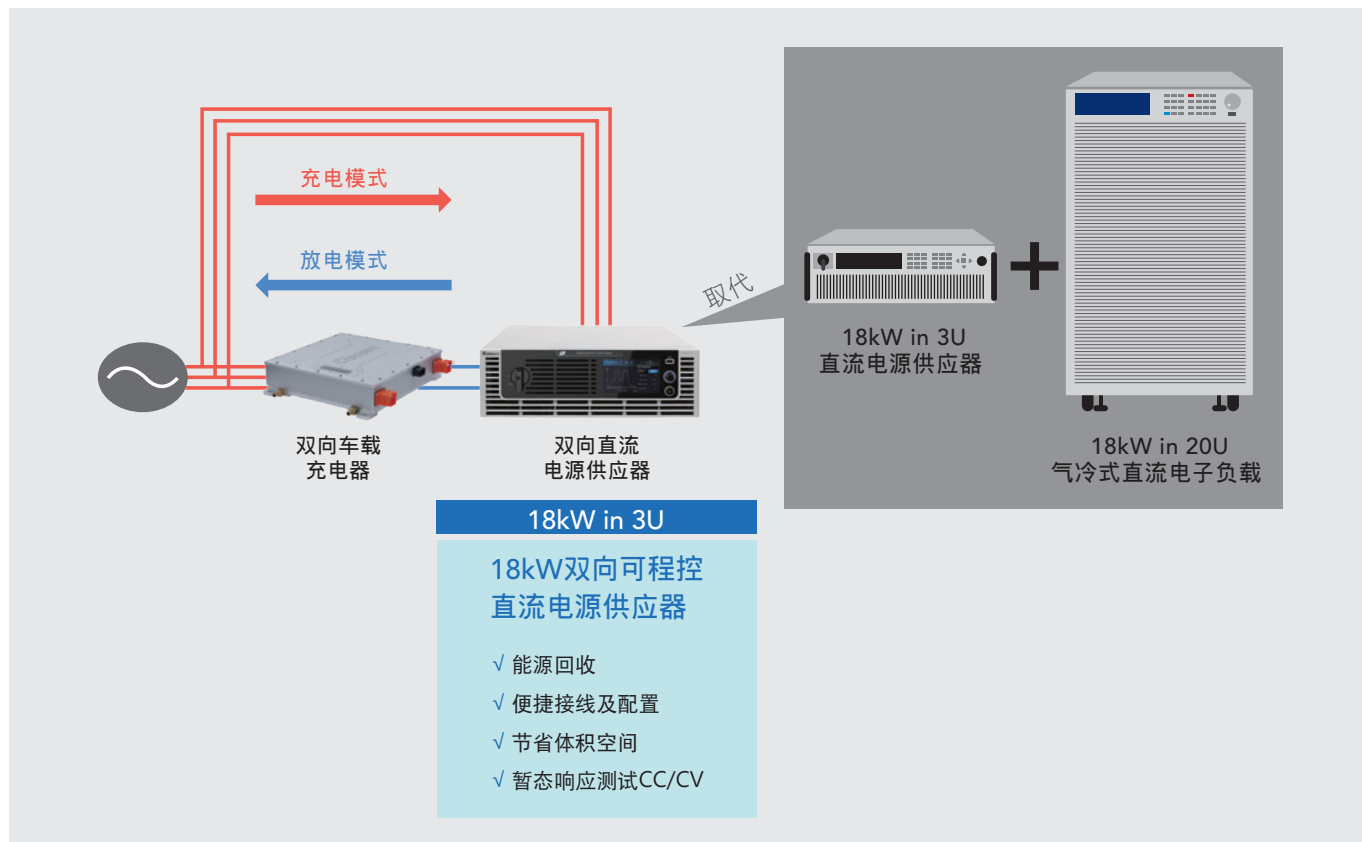 充电模式
放电模式
取代
18kW in 3U
直流电源供应器
18kW in 20U
气冷式直流电子负载
双向车载
充电器
双向直流
电源供应器
18kW in 3U
18kW双向可程控
直流电源供应器
√ 能源回收
√ 便捷接线及配置
√ 节省体积空间
√ 暂态响应测试CC/CV